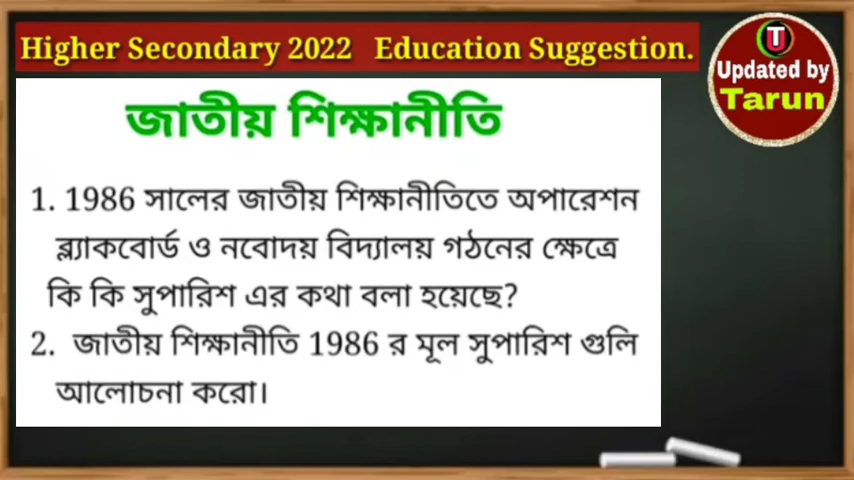 Higher Secondary 2022 Education Suggestion.
U
Updated by
Tarun
জাতীয় শিক্ষানীতি
1. 1986 সালের জাতীয় শিক্ষানীতিতে অপারেশন
ব্ল্যাকবোর্ড ও নবোদয় বিদ্যালয় গঠনের ক্ষেত্রে
কি কি সুপারিশ এর কথা বলা হয়েছে?
2. জাতীয় শিক্ষানীতি 1986 র মূল সুপারিশ গুলি
আলোচনা করো।